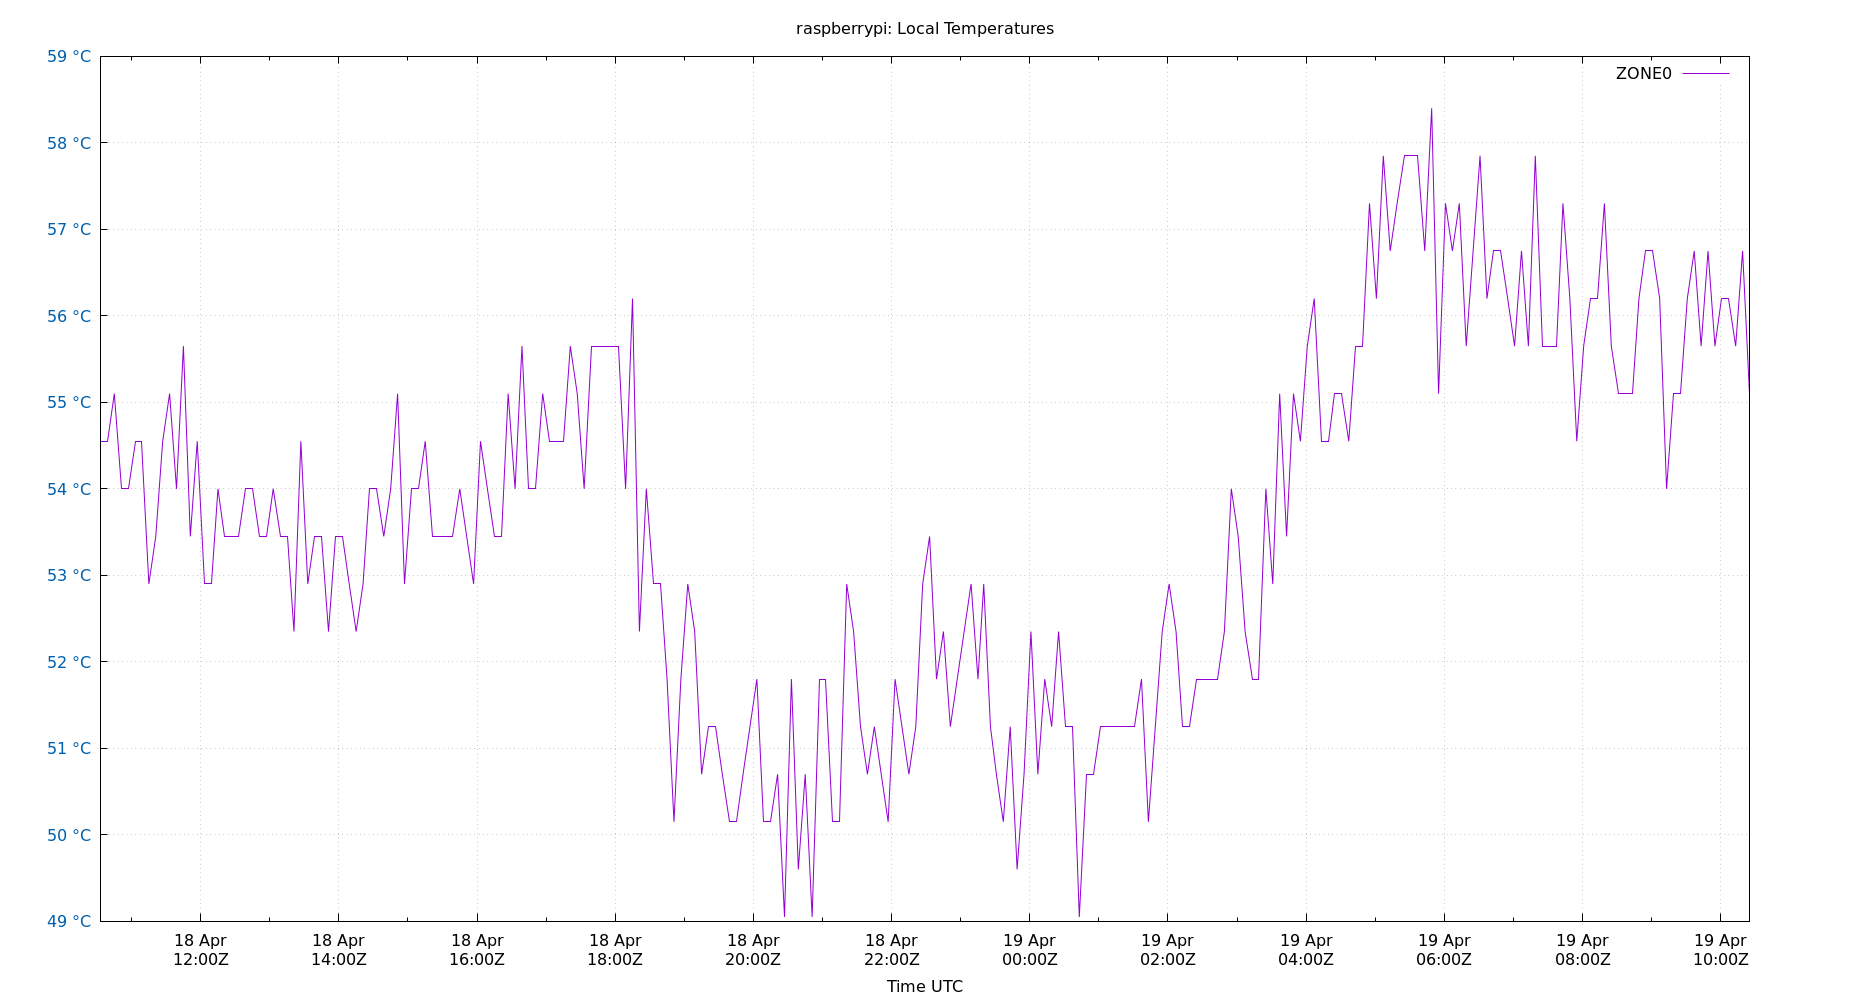 raspberrypi: Local Temperatures
59 °C
ZONE0
58 °C
57 °C
56 °C
55 °C
54 °C
53 °C
52 °C
51 °C
50 °C
49 °C
18 Apr 18 Apr 18 Apr 18 Apr 18 Apr 18 Apr 19 Apr 19 Apr 19 Apr 19 Apr 19 Apr 19 Apr
12:00Z 14:00Z 16:00Z 18:00Z 20:00Z 22:00Z 00:00Z 02:00Z 04:00Z 06:00Z 08:00Z 10:00Z
Time UTC